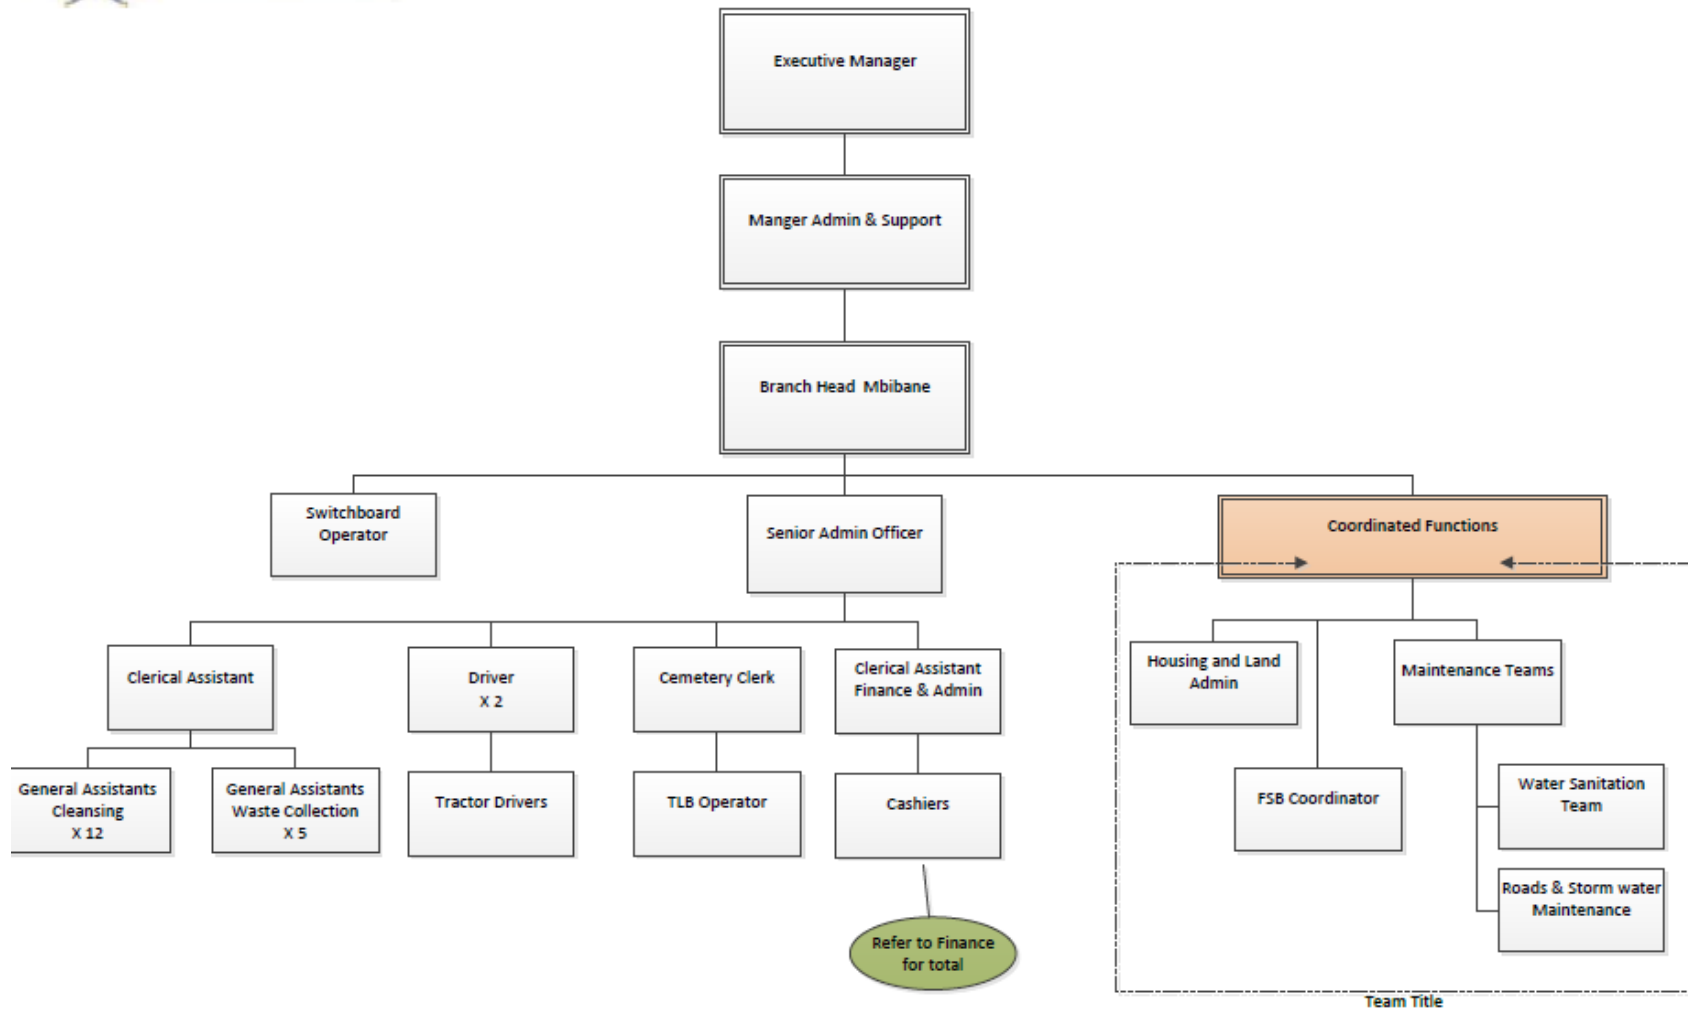 Executive Manager
Manger Admin & Support
Branch Head  Mbibane
Switchboard
Operator
Senior Admin Officer
Coordinated Functions
Clerical Assistant
Driver
X 2
Cemetery Clerk
Clerical Assistant
Finance & Admin
Housing and Land
Admin
Maintenance Teams
General Assistants
Cleansing
X 12
General Assistants
Waste Collection
X 5
Tractor Drivers
TLB Operator
Cashiers
FSB Coordinator
Water Sanitation
Team
Roads & Storm water
Maintenance
Refer to Finance
for total
Team Title